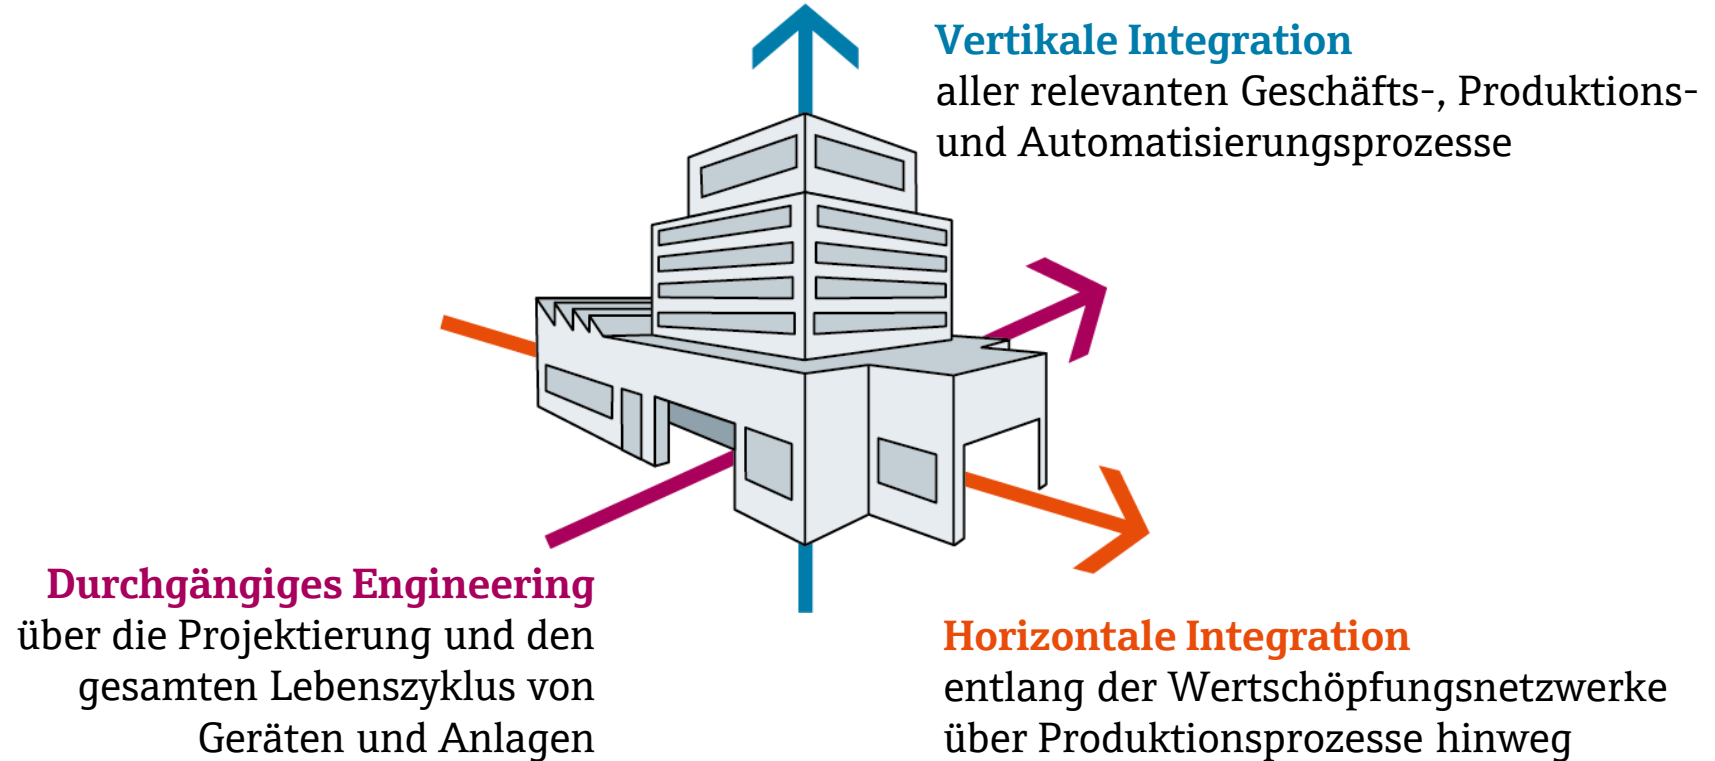 Vertikale Integration
aller relevanten Geschäfts-, Produktions-
und Automatisierungsprozesse
Durchgängiges Engineering
über die Projektierung und den
gesamten Lebenszyklus von
Geräten und Anlagen
Horizontale Integration
entlang der Wertschöpfungsnetzwerke
über Produktionsprozesse hinweg